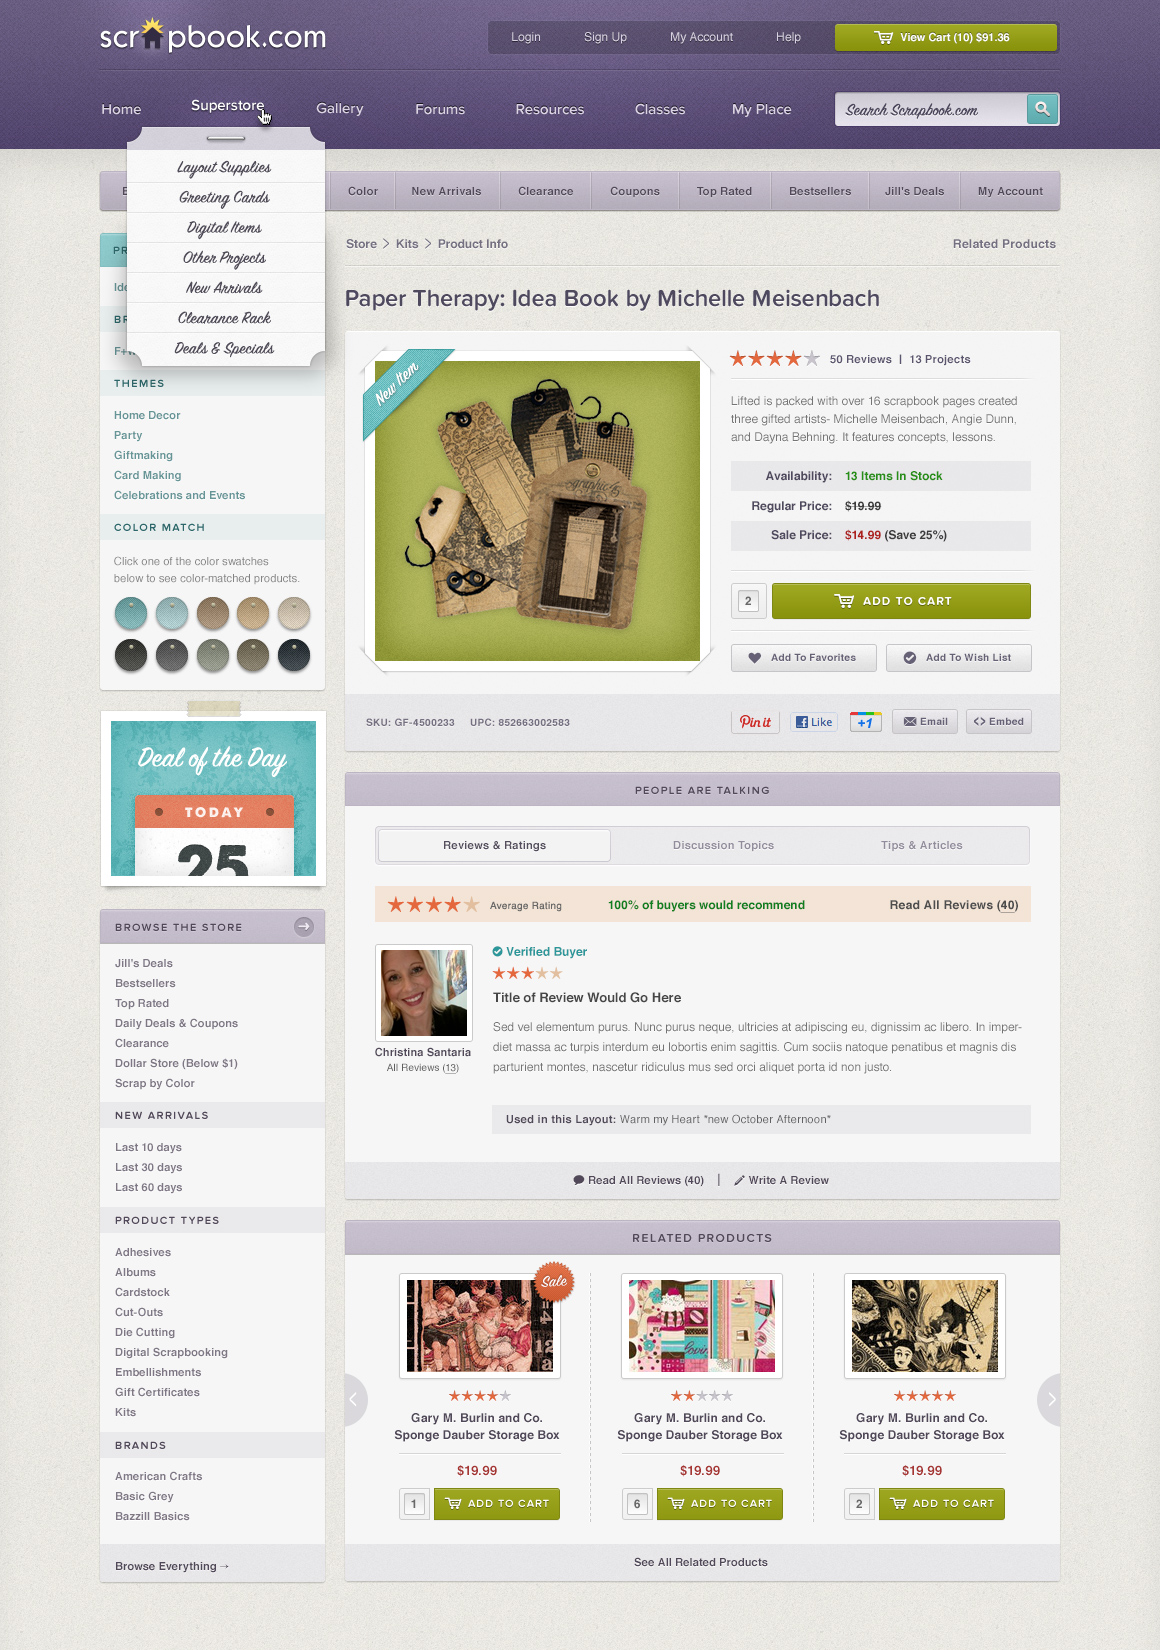 scrapbook.com
Login Sign Up My Account Help View Cart (10) $91.36
Home Superstore Gallery Forums Resources Classes My Place Search Scrapbook.com
Layout Supplies
Greeting Cards
Digital Items
Other Projects
New Arrivals
Clearance Rack
Deals & Specials
Color New Arrivals Clearance Coupons Top Rated Bestsellers Jill's Deals My Account
THEMES
Home Decor
Party
Giftmaking
Card Making
Celebrations and Events
COLOR MATCH
Click one of the color swatches
below to see color-matched products.
Deal of the Day
TODAY
25
BROWSE THE STORE
Jill's Deals
Bestsellers
Top Rated
Daily Deals & Coupons
Clearance
Dollar Store (Below $1)
Scrap by Color
NEW ARRIVALS
Last 10 days
Last 30 days
Last 60 days
PRODUCT TYPES
Adhesives
Albums
Cardstock
Cut-Outs
Die Cutting
Digital Scrapbooking
Embellishments
Gift Certificates
Kits
BRANDS
American Crafts
Basic Grey
Bazzill Basics
Browse Everything →
Store > Kits > Product Info Related Products
Paper Therapy: Idea Book by Michelle Meisenbach
New Item
50 Reviews | 13 Projects
Lifted is packed with over 16 scrapbook pages created
three gifted artists- Michelle Meisenbach, Angie Dunn,
and Dayna Behning. It features concepts, lessons.
Availability: 13 Items In Stock
Regular Price: $19.99
Sale Price: $14.99 (Save 25%)
2 ADD TO CART
Add To Favorites Add To Wish List
SKU: GF-4500233 UPC: 852663002583 Pin it Like +1 Email <> Embed
PEOPLE ARE TALKING
Reviews & Ratings Discussion Topics Tips & Articles
Average Rating 100% of buyers would recommend Read All Reviews (40)
Christina Santaria
All Reviews (13)
Verified Buyer
Title of Review Would Go Here
Sed vel elementum purus. Nunc purus neque, ultricies at adipiscing eu, dignissim ac libero. In imper-
diet massa ac turpis interdum eu lobortis enim sagittis. Cum sociis natoque penatibus et magnis dis
parturient montes, nascetur ridiculus mus sed orci aliquet porta id non justo.
Used in this Layout: Warm my Heart *new October Afternoon*
Read All Reviews (40) | Write A Review
RELATED PRODUCTS
Sale
Gary M. Burlin and Co.
Sponge Dauber Storage Box
$19.99
1 ADD TO CART
Gary M. Burlin and Co.
Sponge Dauber Storage Box
$19.99
6 ADD TO CART
Gary M. Burlin and Co.
Sponge Dauber Storage Box
$19.99
2 ADD TO CART
See All Related Products